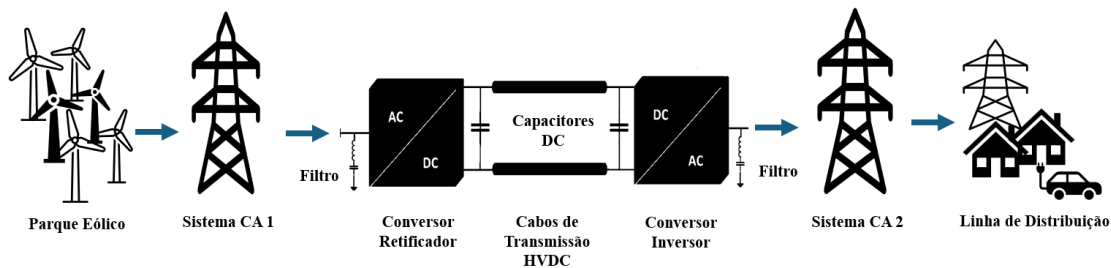 AC
DC
Capacitores
DC
DC
AC
Filtro
Filtro
Parque Eólico
Sistema CA 1
Conversor
Retificador
Cabos de
Transmissão
HVDC
Conversor
Inversor
Sistema CA 2
Linha de Distribuição